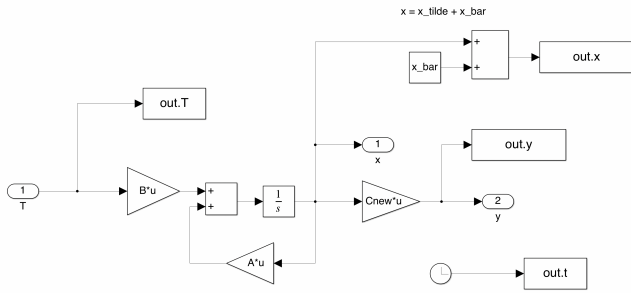 x = x_tilde + x_bar
+
x_bar
+
out.x
out.T
1
x
out.y
1
T
B*u
+
+
1
s
Cnew*u
2
y
A*u
out.t